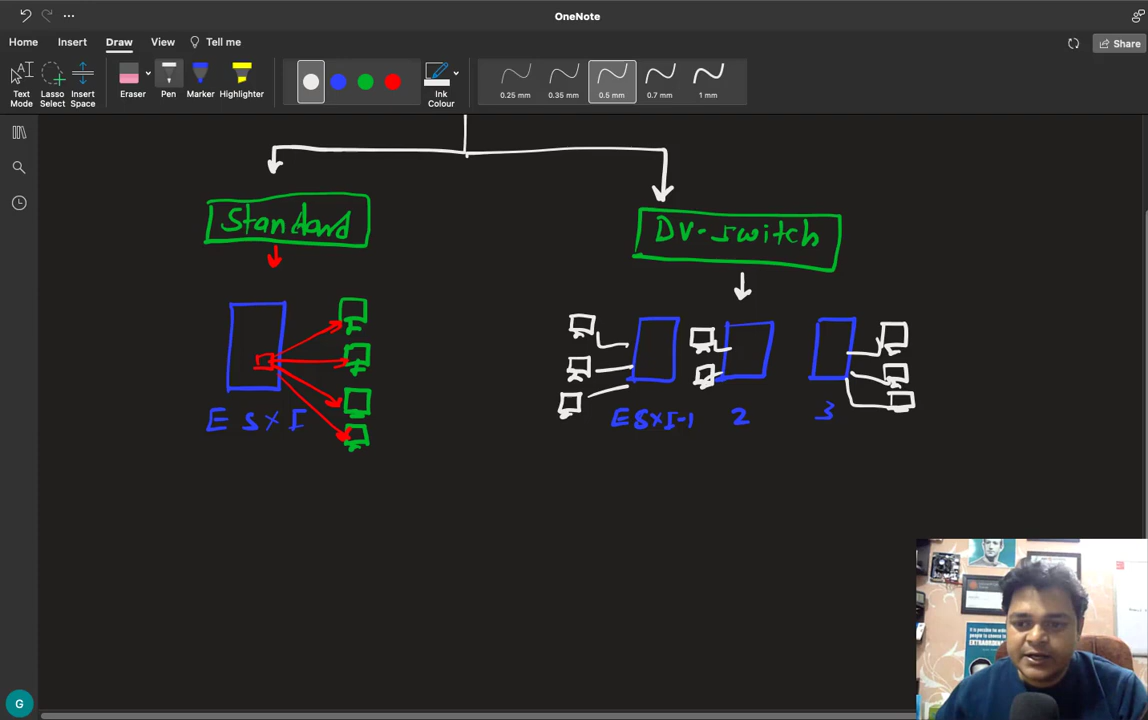 OneNote
Home Insert Draw View Tell me
Share
Text Mode
Lasso Select
Insert Space
Eraser
Pen
Marker
Highlighter
Ink Colour
0.25 mm
0.35 mm
0.5 mm
0.7 mm
1 mm
Standard
DV-switch
ESXI
ESXI-1 2 3
EXTRAORDINARY
G